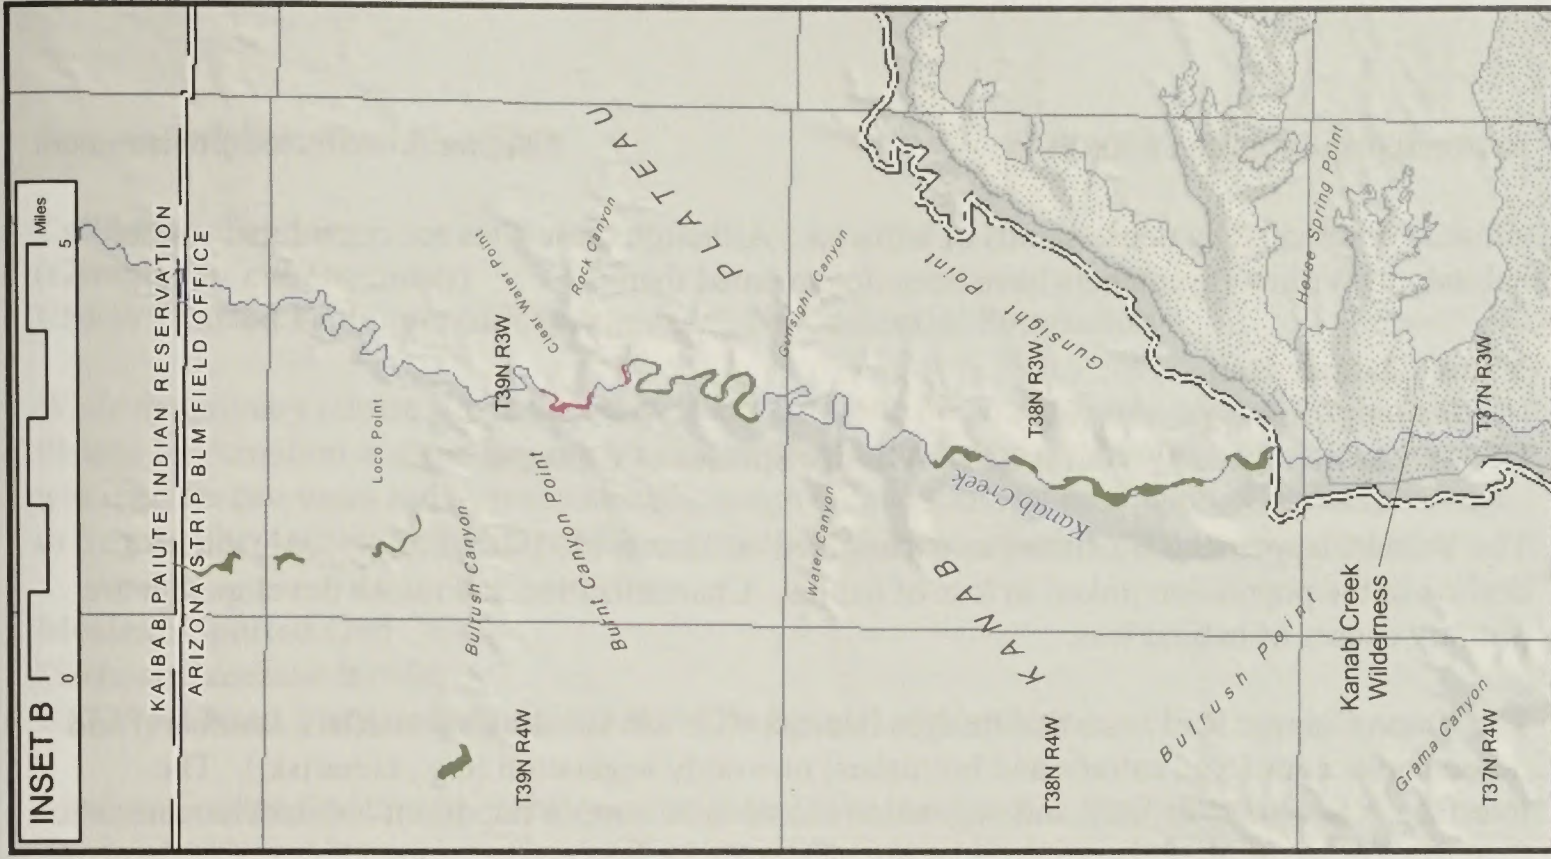 INSET B
0
5
Miles
KAIBAB PAIUTE INDIAN RESERVATION
ARIZONA STRIP BLM FIELD OFFICE
Loco Point
Clear Water Point
Rock Canyon
PLATEAU
T39N R3W
Bulrush Canyon
Burnt Canyon Point
T39N R4W
Gunsight Canyon
Gunsight Point
Water Canyon
Kanab Creek
T38N R3W
KANAB
T38N R4W
Bulrush Point
Horse Spring Point
Kanab Creek
Wilderness
T37N R3W
Grama Canyon
T37N R4W